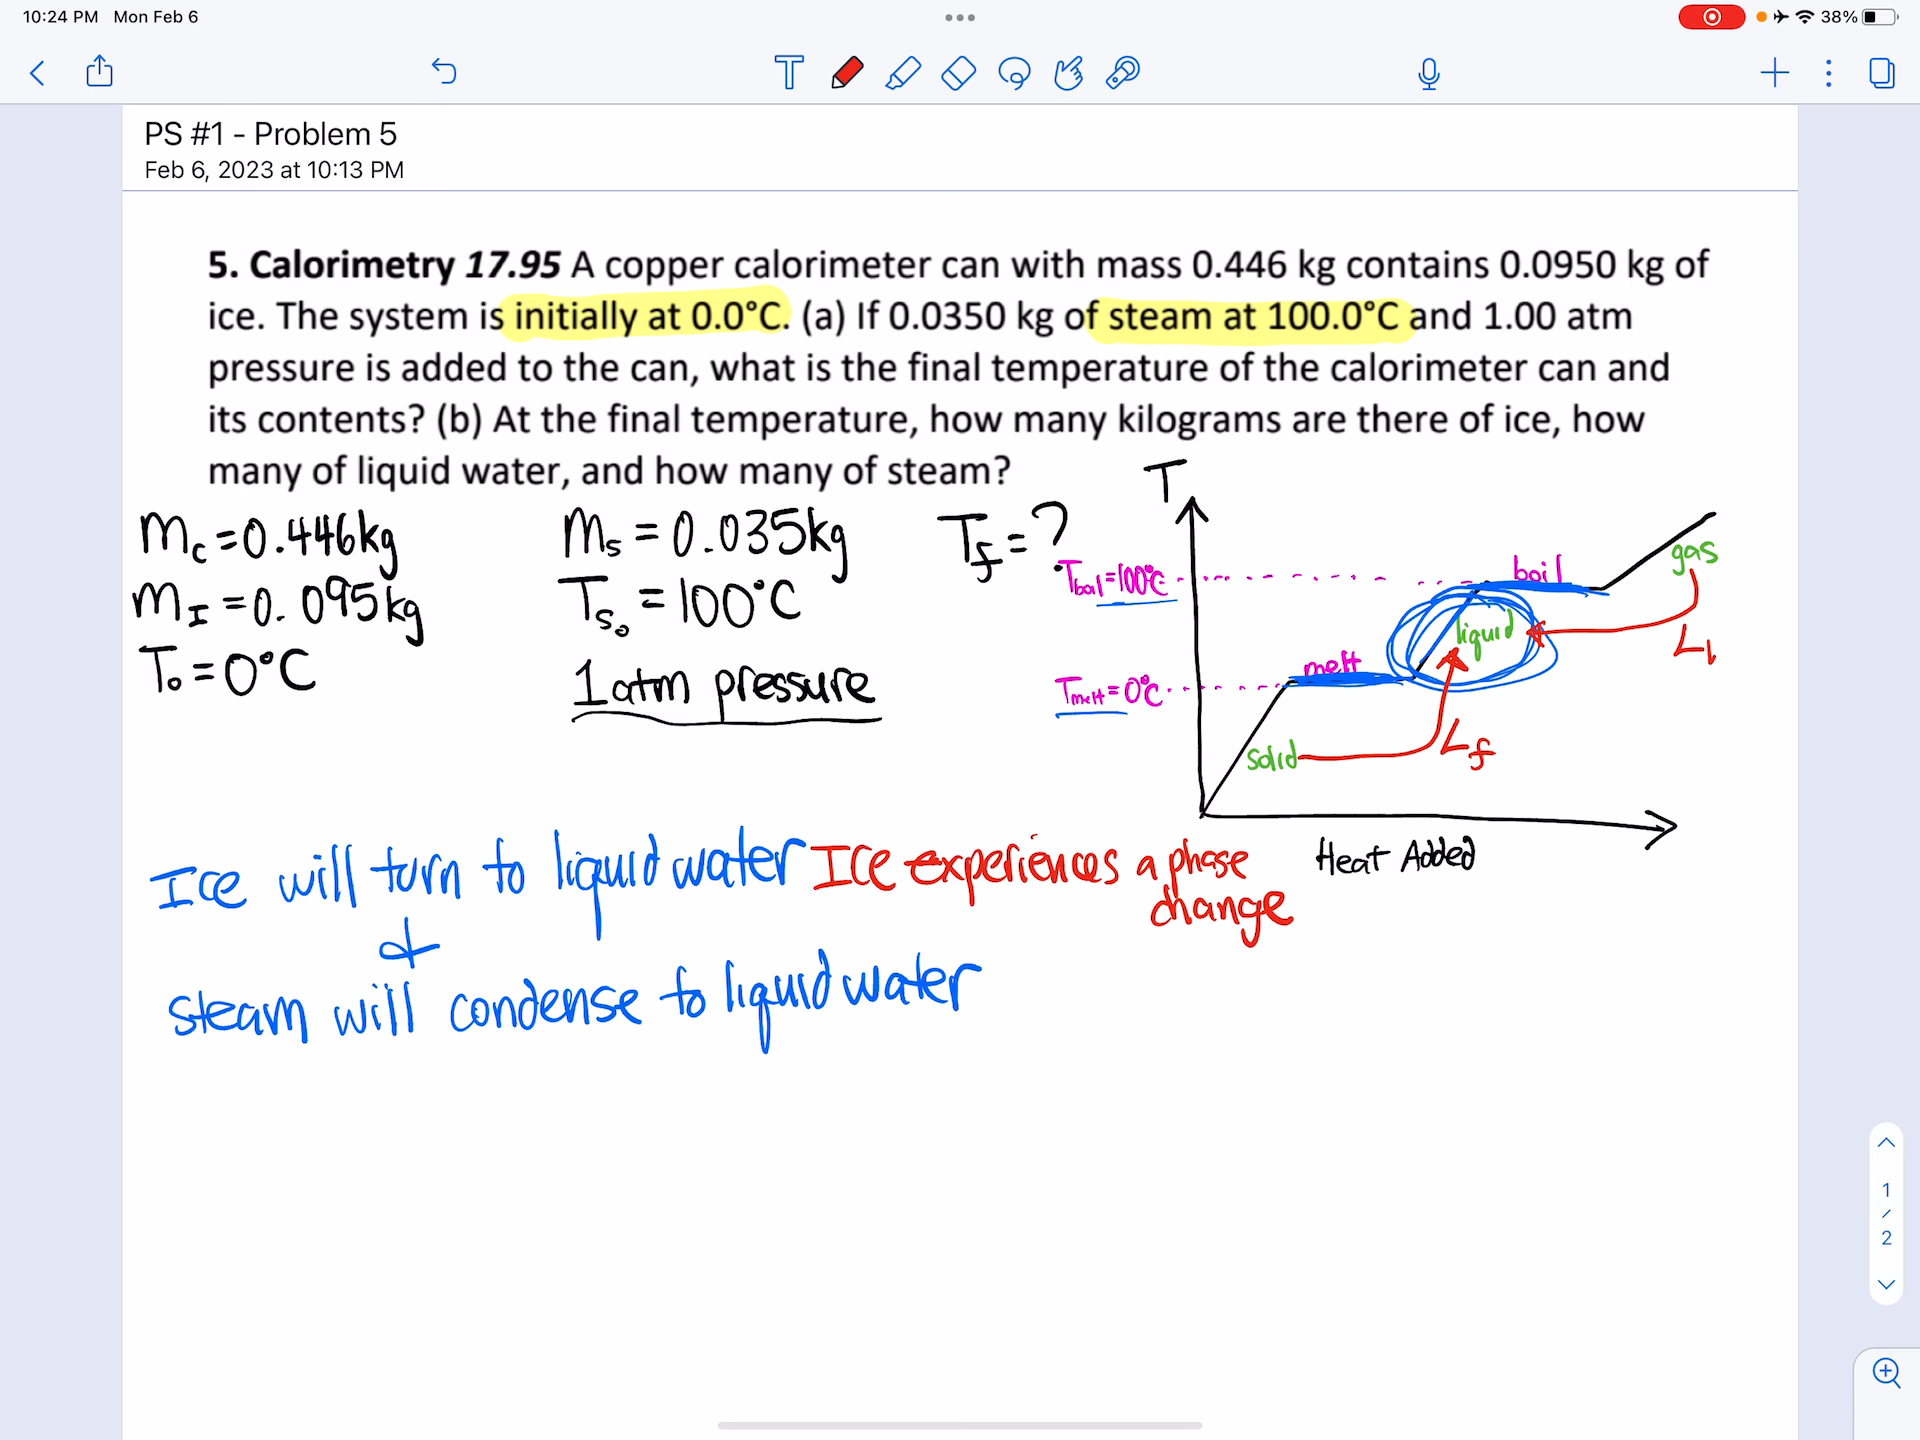 10:24 PM Mon Feb 6
38%
PS #1 - Problem 5
Feb 6, 2023 at 10:13 PM
5. Calorimetry 17.95 A copper calorimeter can with mass 0.446 kg contains 0.0950 kg of
ice. The system is initially at 0.0°C. (a) If 0.0350 kg of steam at 100.0°C and 1.00 atm
pressure is added to the can, what is the final temperature of the calorimeter can and
its contents? (b) At the final temperature, how many kilograms are there of ice, how
many of liquid water, and how many of steam?
mc = 0.446kg
mI = 0.095kg
To = 0°C
ms = 0.035kg
Tso = 100°C
1 atm pressure
Tf = ?
T
Tboil = 100°C
boil
gas
liquid
melt
Tmelt = 0°C
solid
Lf
Heat Added
Ice will turn to liquid water
&
steam will condense to liquid water
ICE experiences a phase
change
1
/
2